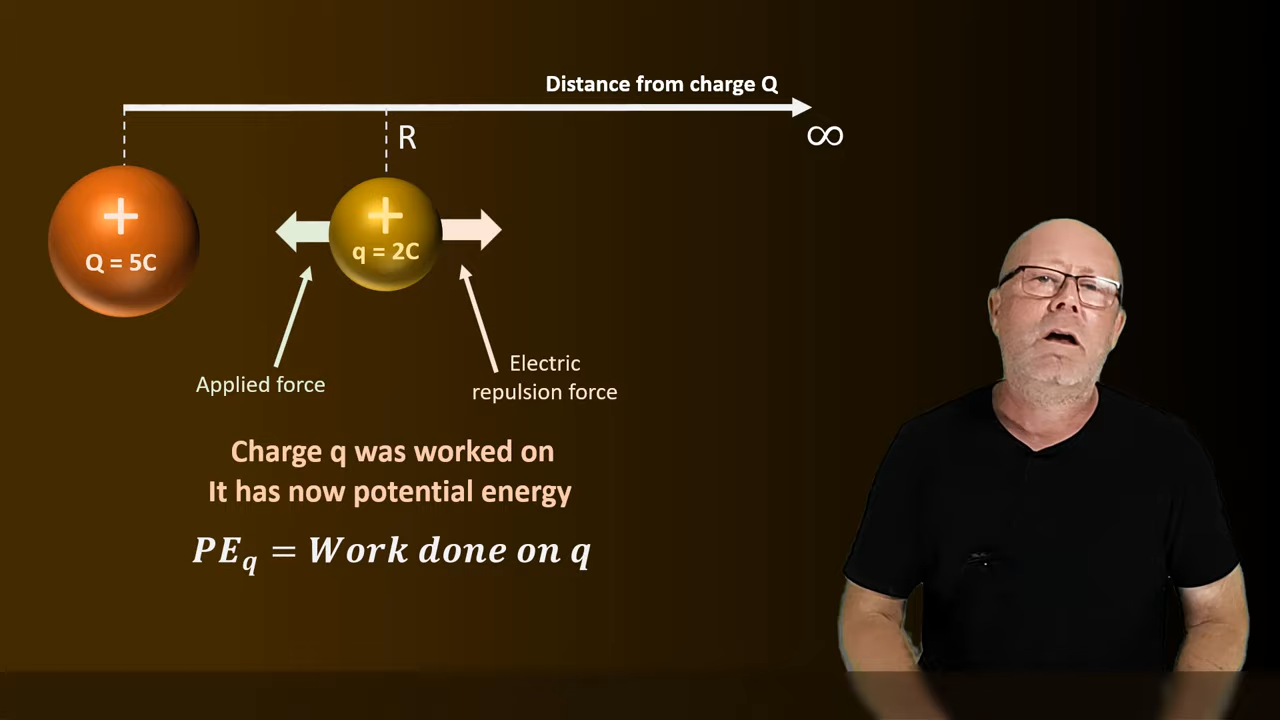 Distance from charge Q
∞
R
+
Q = 5C
+
q = 2C
Applied force
Electric
repulsion force
Charge q was worked on
It has now potential energy
PE_q = Work done on q